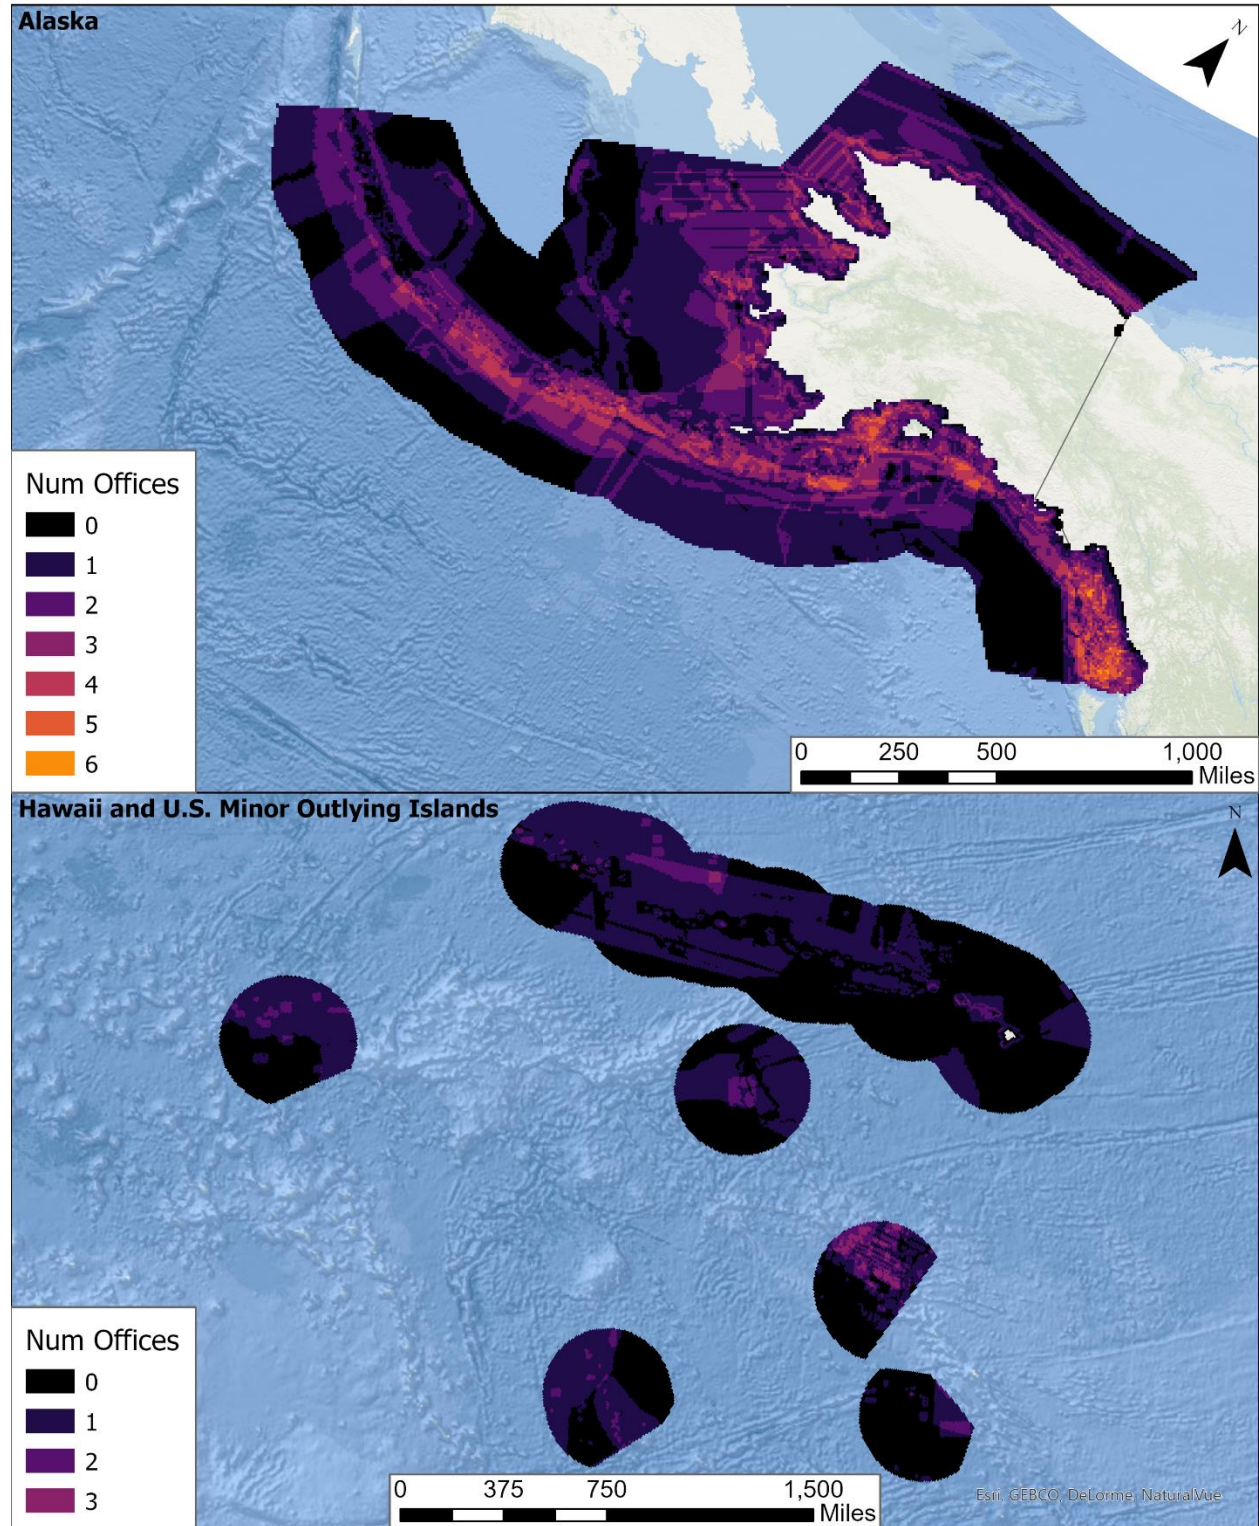 Alaska
N
Num Offices
0
1
2
3
4
5
6
0 250 500 1,000
Miles
Hawaii and U.S. Minor Outlying Islands
N
Num Offices
0
1
2
3
0 375 750 1,500
Miles
Esri, GEBCO, DeLorme, NaturalVue